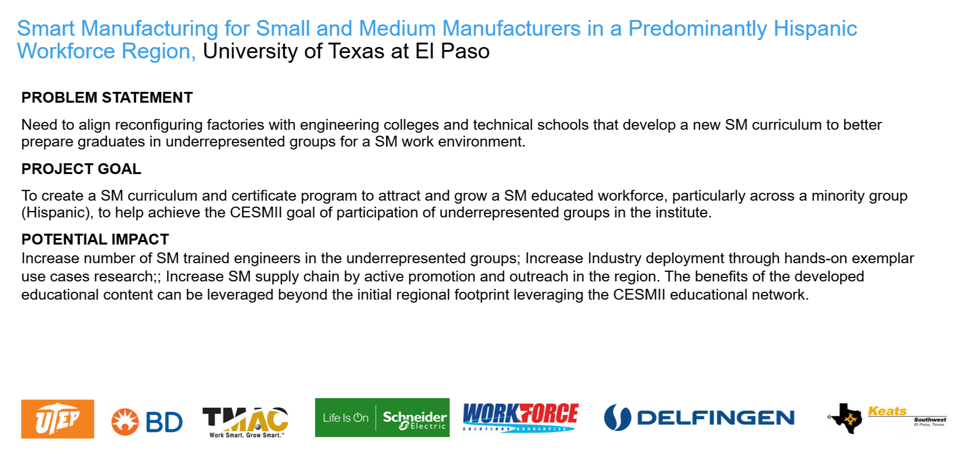 Smart Manufacturing for Small and Medium Manufacturers in a Predominantly Hispanic
Workforce Region, University of Texas at El Paso
PROBLEM STATEMENT
Need to align reconfiguring factories with engineering colleges and technical schools that develop a new SM curriculum to better
prepare graduates in underrepresented groups for a SM work environment.
PROJECT GOAL
To create a SM curriculum and certificate program to attract and grow a SM educated workforce, particularly across a minority group
(Hispanic), to help achieve the CESMII goal of participation of underrepresented groups in the institute.
POTENTIAL IMPACT
Increase number of SM trained engineers in the underrepresented groups; Increase Industry deployment through hands-on exemplar
use cases research;; Increase SM supply chain by active promotion and outreach in the region. The benefits of the developed
educational content can be leveraged beyond the initial regional footprint leveraging the CESMII educational network.
UTEP
BD
TMAC
Work Smart. Grow Smart.™
Life Is On
Schneider
Electric
WORKFORCE
SOLUTIONS BORDERPLEX
DELFINGEN
Keats
Southwest
El Paso, Texas